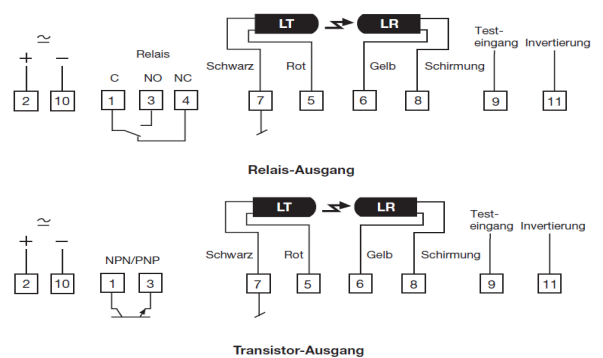 LT LR
Test-
eingang Invertierung
≃
Relais
+ − Schwarz Rot Gelb Schirmung
C NO NC
2 10 1 3 4 7 5 6 8 9 11
Relais-Ausgang
LT LR
Test-
eingang Invertierung
≃
+ − Schwarz Rot Gelb Schirmung
NPN/PNP
2 10 1 3 7 5 6 8 9 11
Transistor-Ausgang